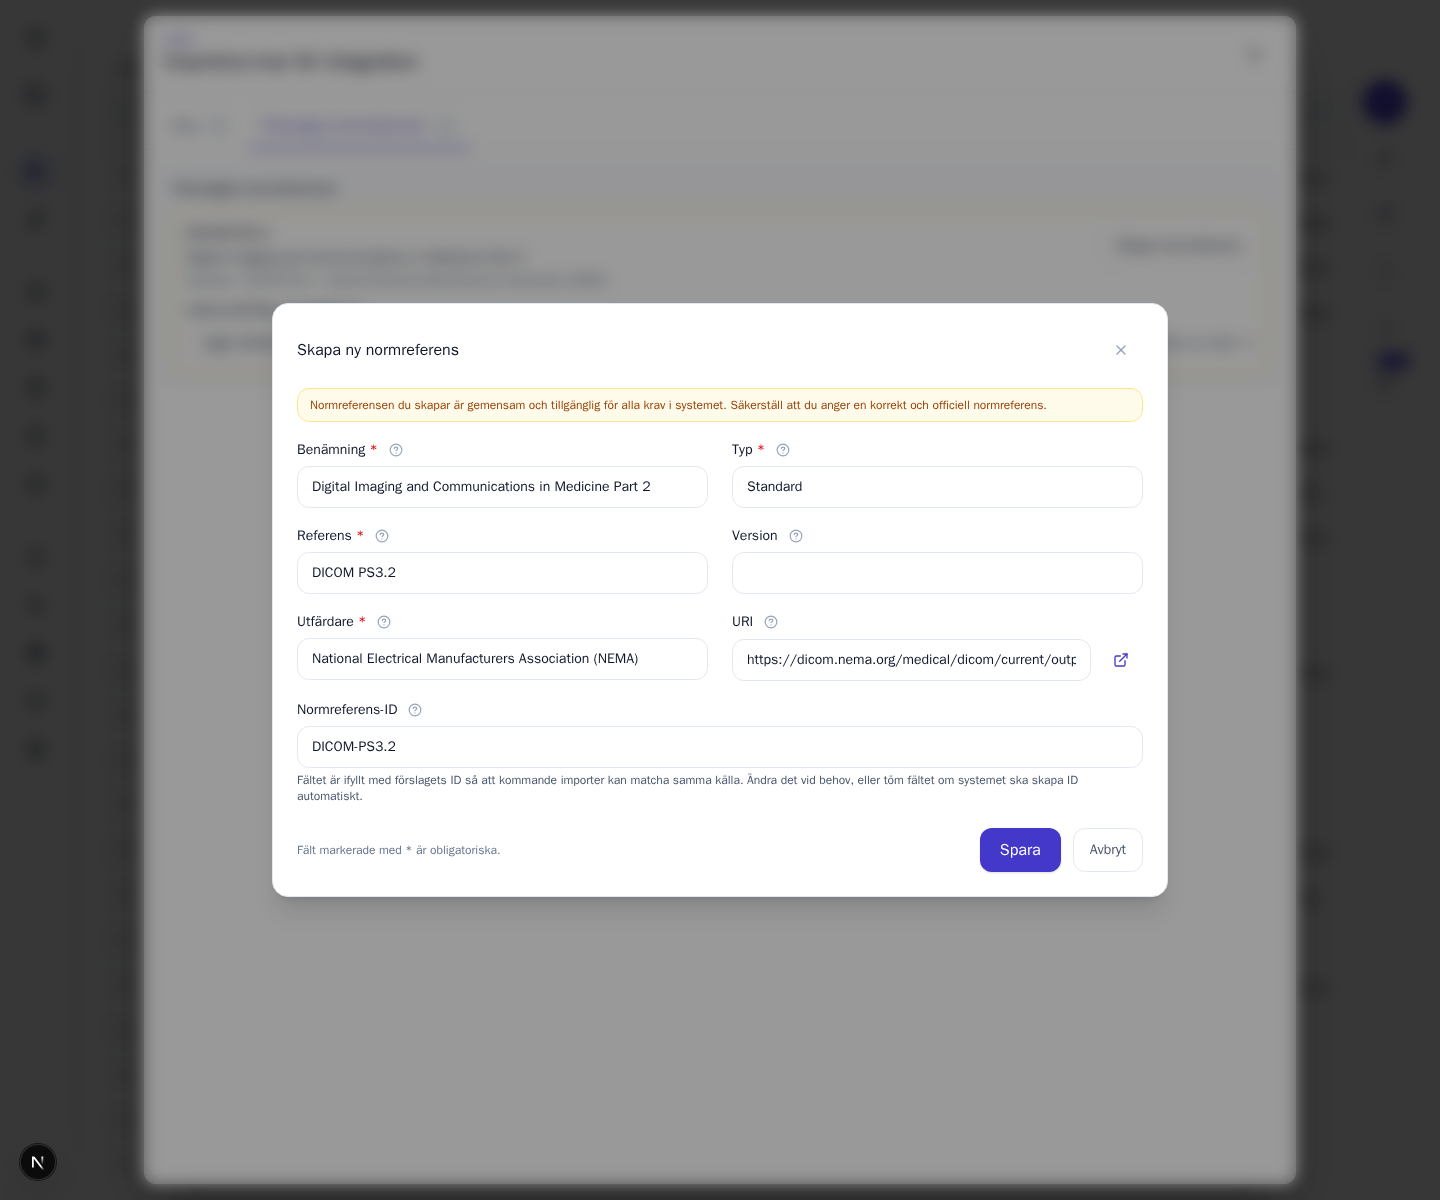 Skapa ny normreferens
Normreferensen du skapar är gemensam och tillgänglig för alla krav i systemet. Säkerställ att du anger en korrekt och officiell normreferens.
Benämning *
Typ *
Digital Imaging and Communications in Medicine Part 2
Standard
Referens *
Version
DICOM PS3.2
Utfärdare *
URI
National Electrical Manufacturers Association (NEMA)
https://dicom.nema.org/medical/dicom/current/outp
Normreferens-ID
DICOM-PS3.2
Fältet är ifyllt med förslagets ID så att kommande importer kan matcha samma källa. Ändra det vid behov, eller töm fältet om systemet ska skapa ID
automatiskt.
Fält markerade med * är obligatoriska.
Spara
Avbryt
N